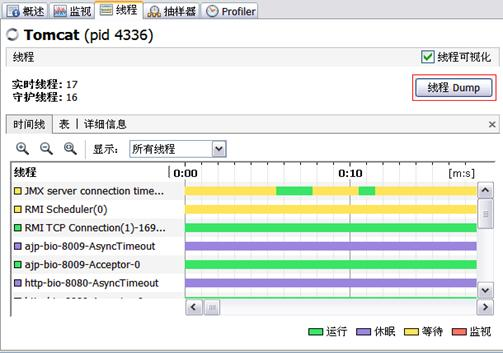 概述 监视 线程 抽样器 Profiler
Tomcat (pid 4336)
线程 线程可视化
实时线程: 17
守护线程: 16
线程 Dump
时间线 表 详细信息
显示: 所有线程
线程 0:00 0:10 [m:s]
JMX server connection time...
RMI Scheduler(0)
RMI TCP Connection(1)-169...
ajp-bio-8009-AsyncTimeout
ajp-bio-8009-Acceptor-0
http-bio-8080-AsyncTimeout
运行 休眠 等待 监视